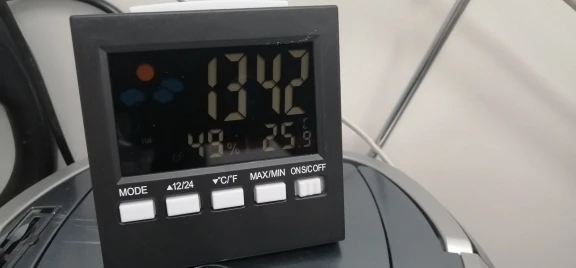 13 42
49% 25.9 C
MODE ▲12/24 ▼°C/°F MAX/MIN ON S/C OFF